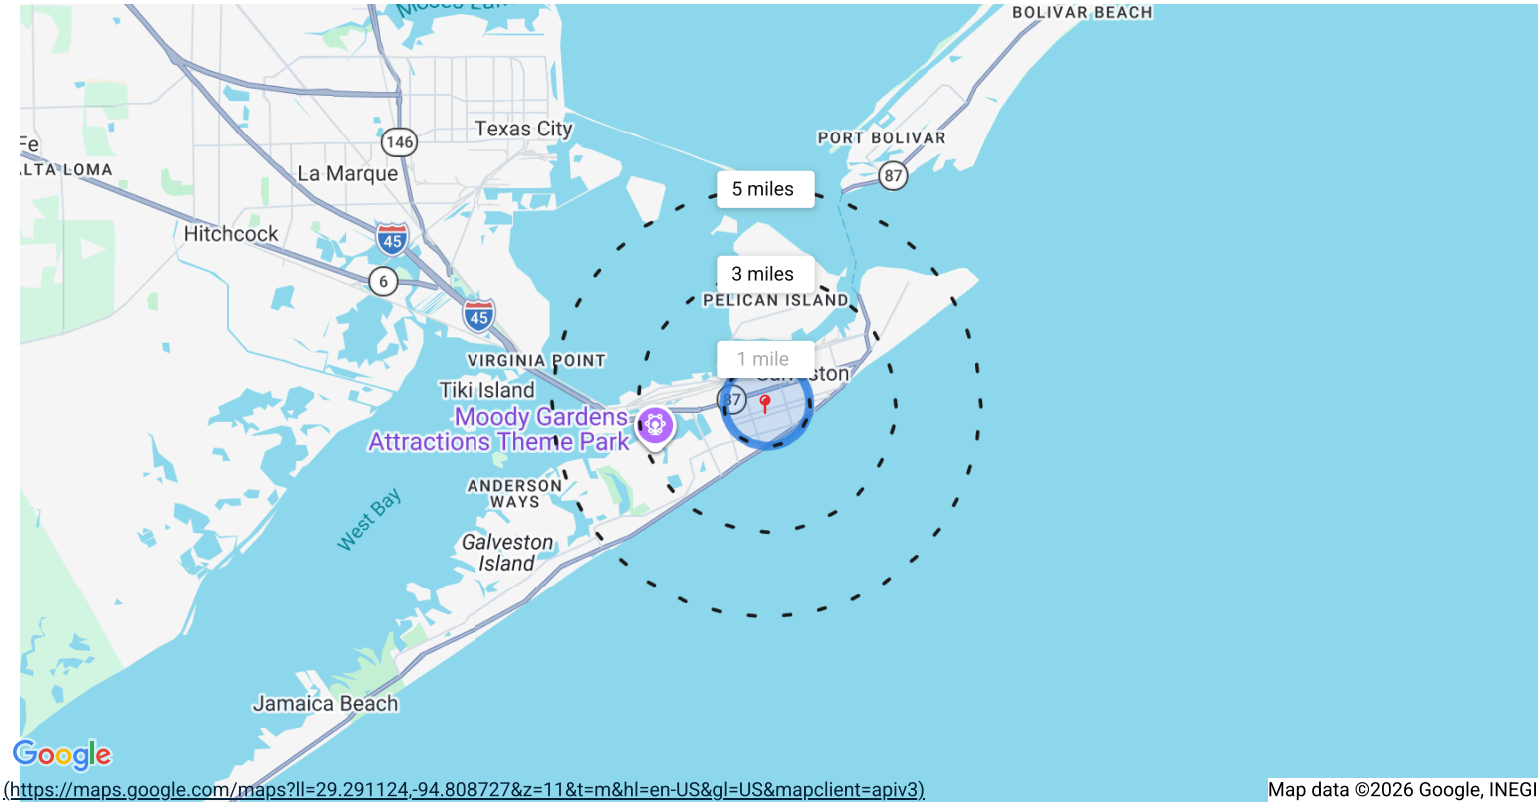 BOLIVAR BEACH
Texas City
PORT BOLIVAR
146
Fe
ALTA LOMA
La Marque
87
5 miles
Hitchcock
45
3 miles
6
PELICAN ISLAND
45
VIRGINIA POINT
1 mile
Tiki Island
87
Moody Gardens
Attractions Theme Park
ANDERSON
WAYS
West Bay
Galveston
Island
Jamaica Beach
Google
(https://maps.google.com/maps?ll=29.291124,-94.808727&z=11&t=m&hl=en-US&gl=US&mapclient=apiv3)
Map data ©2026 Google, INEGI